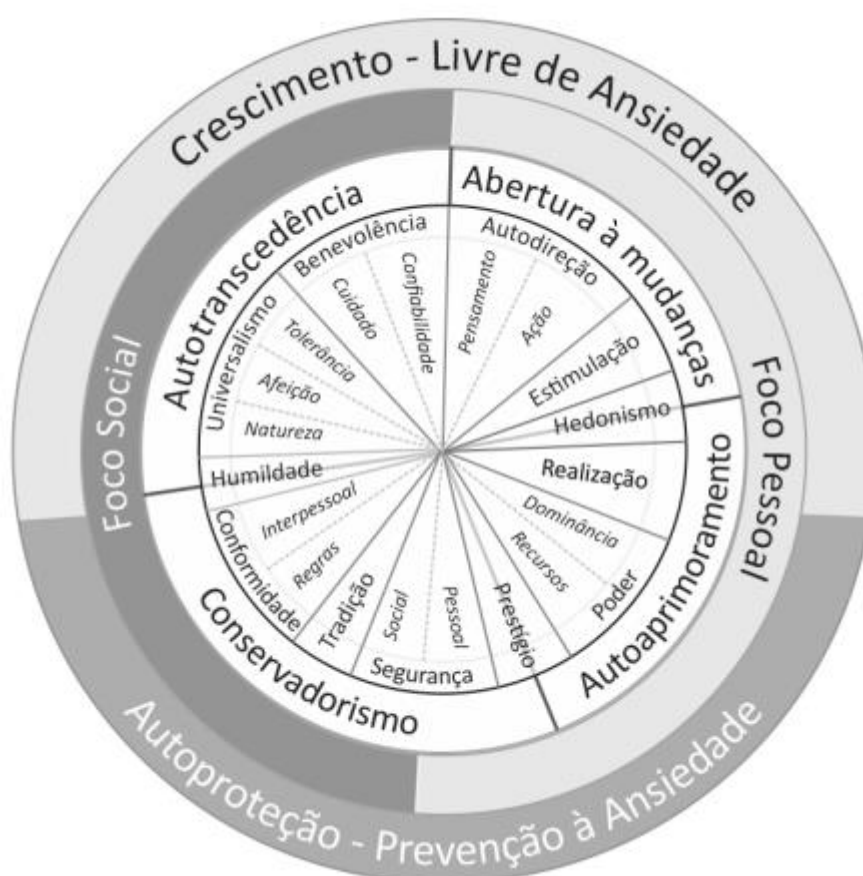 Crescimento - Livre de Ansiedade
Foco Social
Foco Pessoal
Autotranscedência
Abertura à mudanças
Benevolência
Autodireção
Cuidado
Confiabilidade
Pensamento
Ação
Universalismo
Tolerância
Afeição
Natureza
Estimulação
Hedonismo
Humildade
Realização
Interpessoal
Regras
Conformidade
Tradição
Social
Pessoal
Segurança
Prestígio
Dominância
Recursos
Poder
Conservadorismo
Autoaprimoramento
Autoproteção - Prevenção à Ansiedade